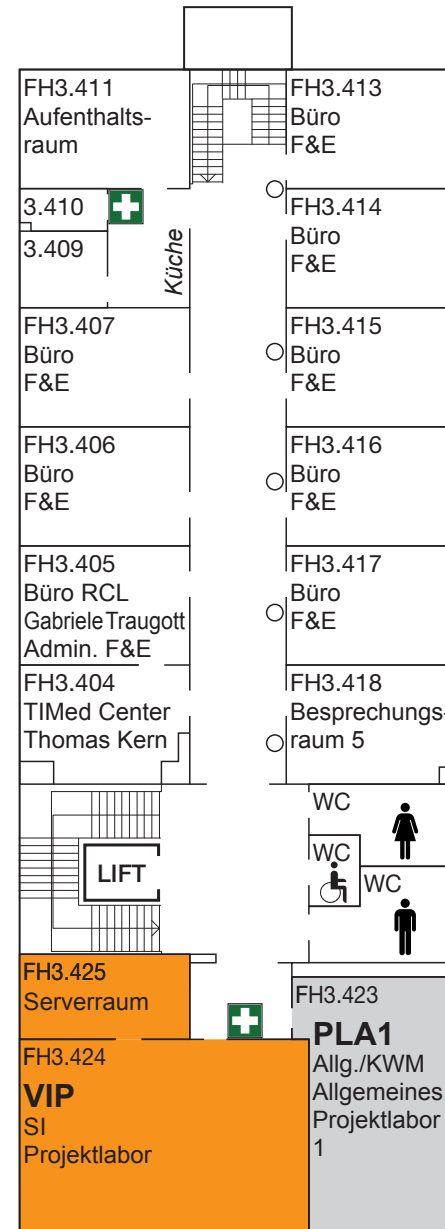 FH3.411
Aufenthalts-
raum
FH3.413
Büro
F&E
3.410
3.409
Küche
FH3.414
Büro
F&E
FH3.407
Büro
F&E
FH3.415
Büro
F&E
FH3.406
Büro
F&E
FH3.416
Büro
F&E
FH3.405
Büro RCL
Gabriele Traugott
Admin. F&E
FH3.417
Büro
F&E
FH3.404
TIMed Center
Thomas Kern
FH3.418
Besprechungs-
raum 5
LIFT
WC
WC
WC
FH3.425
Serverraum
FH3.424
VIP
SI
Projektlabor
FH3.423
PLA1
Allg./KWM
Allgemeines
Projektlabor
1